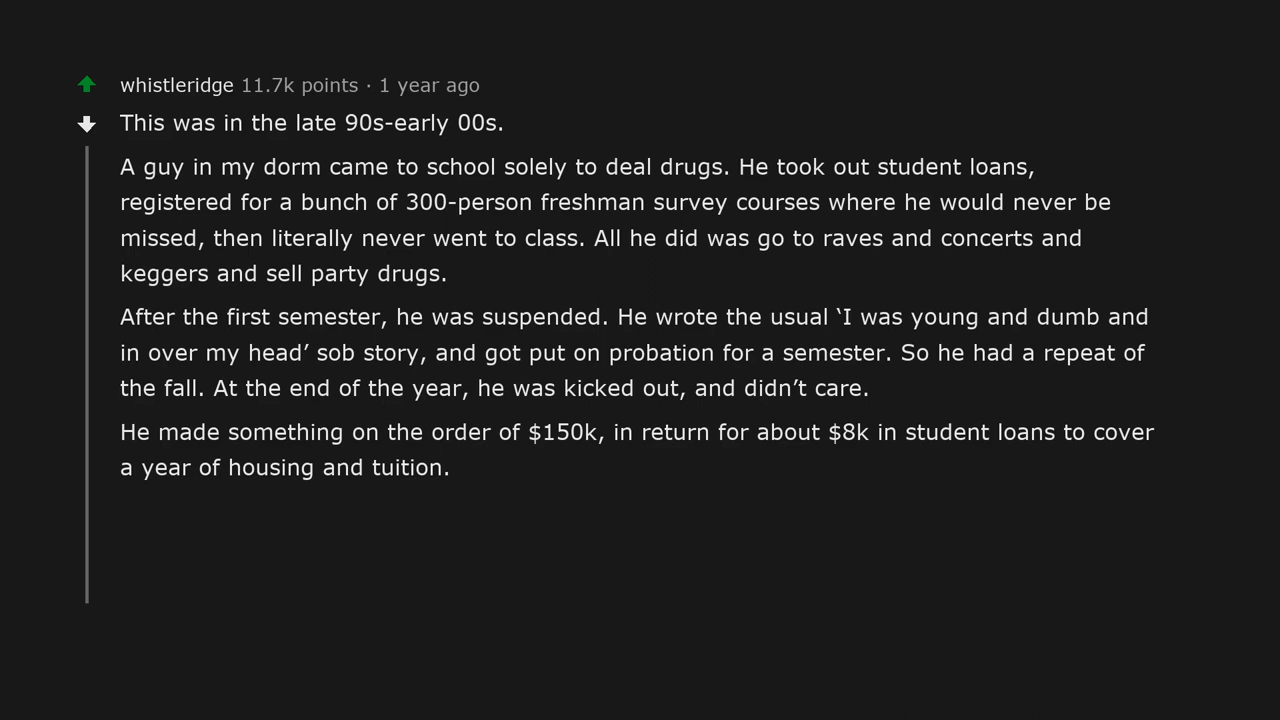 whistleridge 11.7k points · 1 year ago
This was in the late 90s-early 00s.
A guy in my dorm came to school solely to deal drugs. He took out student loans,
registered for a bunch of 300-person freshman survey courses where he would never be
missed, then literally never went to class. All he did was go to raves and concerts and
keggers and sell party drugs.
After the first semester, he was suspended. He wrote the usual ‘I was young and dumb and
in over my head’ sob story, and got put on probation for a semester. So he had a repeat of
the fall. At the end of the year, he was kicked out, and didn’t care.
He made something on the order of $150k, in return for about $8k in student loans to cover
a year of housing and tuition.